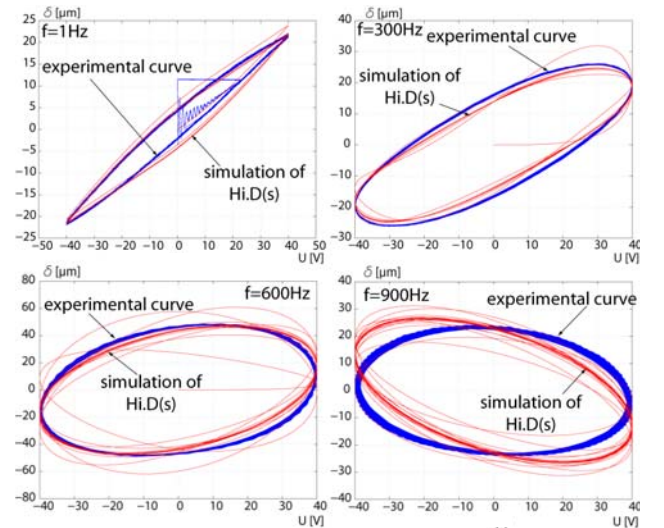 δ [μm]
f=1Hz
experimental curve
simulation of
Hi.D(s)
25
20
15
10
5
0
−5
−10
−15
−20
−25
−50 −40 −30 −20 −10 0 10 20 30 40 50
U [V]
δ [μm]
f=300Hz
experimental curve
simulation of
Hi.D(s)
30
20
10
0
−10
−20
−30
−40 −30 −20 −10 0 10 20 30 40
U [V]
δ [μm]
f=600Hz
experimental curve
simulation of
Hi.D(s)
80
60
40
20
0
−20
−40
−60
−80
−40 −30 −20 −10 0 10 20 30 40
U [V]
δ [μm]
f=900Hz
experimental curve
simulation of
Hi.D(s)
40
30
20
10
0
−10
−20
−30
−40
−40 −30 −20 −10 0 10 20 30 40
U [V]